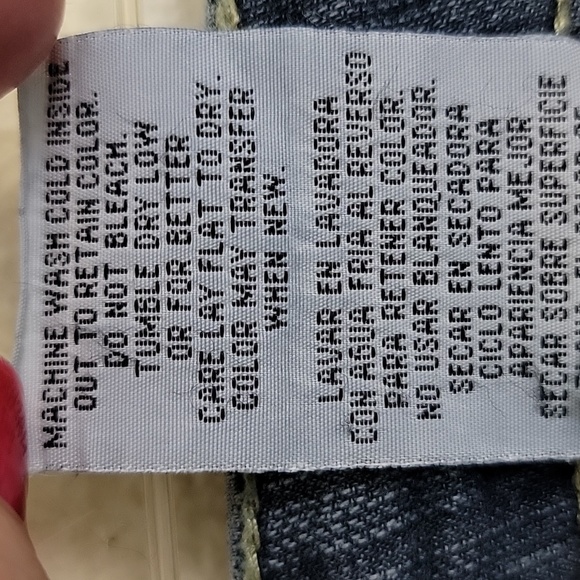 MACHINE WASH COLD INSIDE
OUT TO RETAIN COLOR.
DO NOT BLEACH.
TUMBLE DRY LOW
OR FOR BETTER
CARE LAY FLAT TO DRY.
COLOR MAY TRANSFER
WHEN NEW.
LAVAR EN LAVADORA
CON AGUA FRA AL REVERSO
PARA RETENER COLOR.
NO USAR BLANQUEADOR.
SECAR EN SECADORA
CICLO LENTO PARA
APARIENCIA MEJOR
SECAR SOBRE SUPERFICIE